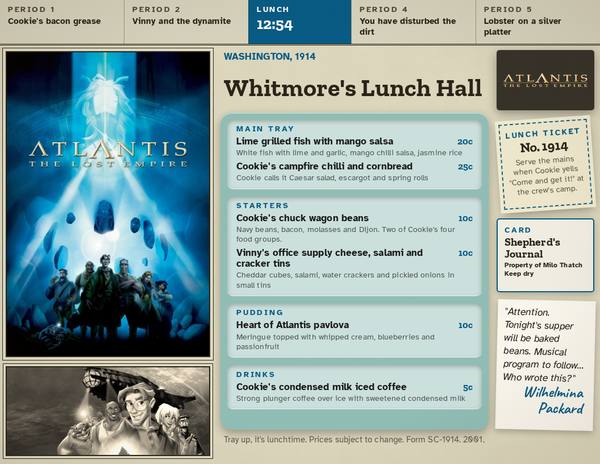 PERIOD 1
Cookie's bacon grease
PERIOD 2
Vinny and the dynamite
LUNCH
12:54
PERIOD 4
You have disturbed the
dirt
PERIOD 5
Lobster on a silver
platter
ATLANTIS
THE LOST EMPIRE
WASHINGTON, 1914
Whitmore's Lunch Hall
MAIN TRAY
Lime grilled fish with mango salsa 20c
White fish with lime and garlic, mango chilli salsa, jasmine rice
Cookie's campfire chilli and cornbread 25c
Cookie calls it Caesar salad, escargot and spring rolls
STARTERS
Cookie's chuck wagon beans 10c
Navy beans, bacon, molasses and Dijon. Two of Cookie's four
food groups.
Vinny's office supply cheese, salami and 10c
cracker tins
Cheddar cubes, salami, water crackers and pickled onions in
small tins
PUDDING
Heart of Atlantis pavlova 10c
Meringue topped with whipped cream, blueberries and
passionfruit
DRINKS
Cookie's condensed milk iced coffee 5c
Strong plunger coffee over ice with sweetened condensed milk
Tray up, it's lunchtime. Prices subject to change. Form SC-1914. 2001.
ATLANTIS
THE LOST EMPIRE
LUNCH TICKET
No. 1914
Serve the mains
when Cookie yells
"Come and get it!" at
the crew's camp.
CARD
Shepherd's
Journal
Property of Milo Thatch
Keep dry
"Attention.
Tonight's supper
will be baked
beans. Musical
program to follow...
Who wrote this?"
Wilhelmina
Packard